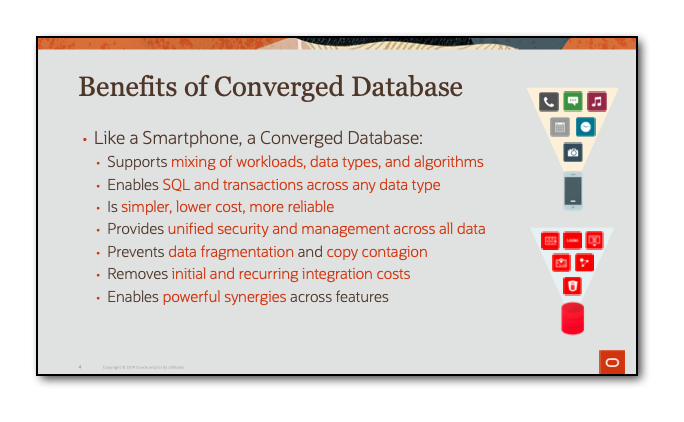 Benefits of Converged Database
• Like a Smartphone, a Converged Database:
• Supports mixing of workloads, data types, and algorithms
• Enables SQL and transactions across any data type
• Is simpler, lower cost, more reliable
• Provides unified security and management across all data
• Prevents data fragmentation and copy contagion
• Removes initial and recurring integration costs
• Enables powerful synergies across features
4 Copyright © 2019 Oracle and/or its affiliates.